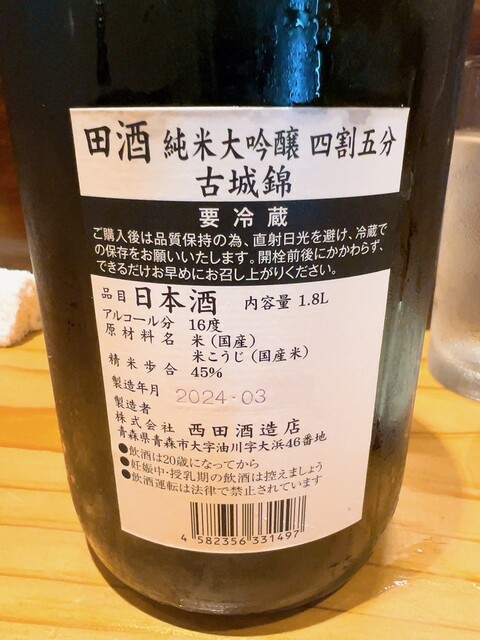 田酒 純米大吟醸 四割五分
古城錦
要冷蔵
ご購入後は品質保持の為、直射日光を避け、冷蔵で
の保存をお願いいたします。開栓前後にかかわらず、
できるだけお早めにお召し上がりください。
品目 日本酒 内容量 1.8L
アルコール分 16度
原材料名 米(国産)
米こうじ(国産米)
精米歩合 45%
製造年月 2024・03
製造者
株式会社 西田酒造店
青森県青森市大字油川字大浜46番地
●飲酒は20歳になってから
●妊娠中・授乳期の飲酒は控えましょう
●飲酒運転は法律で禁止されています
4 582356 331497